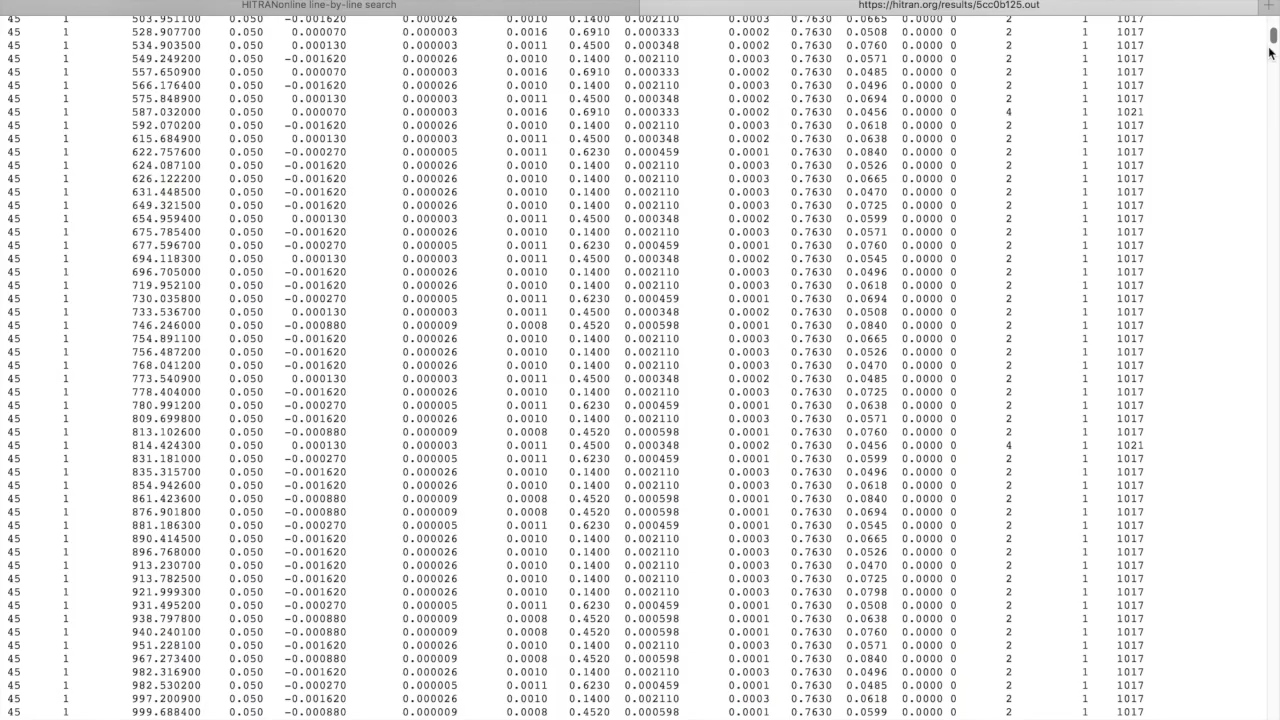 HITRANonline line-by-line search https://hitran.org/results/5cc0b125.out +
45 1 503.951100 0.050 -0.001620 0.000026 0.0010 0.1400 0.002110 0.0003 0.7630 0.0665 0.0000 0 2 1 1017
45 1 528.907700 0.050 0.000070 0.000003 0.0016 0.6910 0.000333 0.0002 0.7630 0.0508 0.0000 0 2 1 1017
45 1 534.903500 0.050 0.000130 0.000003 0.0011 0.4500 0.000348 0.0002 0.7630 0.0760 0.0000 0 2 1 1017
45 1 549.249200 0.050 -0.001620 0.000026 0.0010 0.1400 0.002110 0.0003 0.7630 0.0571 0.0000 0 2 1 1017
45 1 557.650900 0.050 0.000070 0.000003 0.0016 0.6910 0.000333 0.0002 0.7630 0.0485 0.0000 0 2 1 1017
45 1 566.176400 0.050 -0.001620 0.000026 0.0010 0.1400 0.002110 0.0003 0.7630 0.0496 0.0000 0 2 1 1017
45 1 575.848900 0.050 0.000130 0.000003 0.0011 0.4500 0.000348 0.0002 0.7630 0.0694 0.0000 0 2 1 1017
45 1 587.032000 0.050 0.000070 0.000003 0.0016 0.6910 0.000333 0.0002 0.7630 0.0456 0.0000 0 4 1 1021
45 1 592.070200 0.050 -0.001620 0.000026 0.0010 0.1400 0.002110 0.0003 0.7630 0.0618 0.0000 0 2 1 1017
45 1 615.684900 0.050 0.000130 0.000003 0.0011 0.4500 0.000348 0.0002 0.7630 0.0638 0.0000 0 2 1 1017
45 1 622.757600 0.050 -0.000270 0.000005 0.0011 0.6230 0.000459 0.0001 0.7630 0.0840 0.0000 0 2 1 1017
45 1 624.087100 0.050 -0.001620 0.000026 0.0010 0.1400 0.002110 0.0003 0.7630 0.0526 0.0000 0 2 1 1017
45 1 626.122200 0.050 -0.001620 0.000026 0.0010 0.1400 0.002110 0.0003 0.7630 0.0665 0.0000 0 2 1 1017
45 1 631.448500 0.050 -0.001620 0.000026 0.0010 0.1400 0.002110 0.0003 0.7630 0.0470 0.0000 0 2 1 1017
45 1 649.321500 0.050 -0.001620 0.000026 0.0010 0.1400 0.002110 0.0003 0.7630 0.0725 0.0000 0 2 1 1017
45 1 654.959400 0.050 0.000130 0.000003 0.0011 0.4500 0.000348 0.0002 0.7630 0.0599 0.0000 0 2 1 1017
45 1 675.785400 0.050 -0.001620 0.000026 0.0010 0.1400 0.002110 0.0003 0.7630 0.0571 0.0000 0 2 1 1017
45 1 677.596700 0.050 -0.000270 0.000005 0.0011 0.6230 0.000459 0.0001 0.7630 0.0760 0.0000 0 2 1 1017
45 1 694.118300 0.050 0.000130 0.000003 0.0011 0.4500 0.000348 0.0002 0.7630 0.0545 0.0000 0 2 1 1017
45 1 696.705000 0.050 -0.001620 0.000026 0.0010 0.1400 0.002110 0.0003 0.7630 0.0496 0.0000 0 2 1 1017
45 1 719.952100 0.050 -0.001620 0.000026 0.0010 0.1400 0.002110 0.0003 0.7630 0.0618 0.0000 0 2 1 1017
45 1 730.035800 0.050 -0.000270 0.000005 0.0011 0.6230 0.000459 0.0001 0.7630 0.0694 0.0000 0 2 1 1017
45 1 733.536700 0.050 0.000130 0.000003 0.0011 0.4500 0.000348 0.0002 0.7630 0.0508 0.0000 0 2 1 1017
45 1 746.246000 0.050 -0.000880 0.000009 0.0008 0.4520 0.000598 0.0001 0.7630 0.0840 0.0000 0 2 1 1017
45 1 754.891100 0.050 -0.001620 0.000026 0.0010 0.1400 0.002110 0.0003 0.7630 0.0665 0.0000 0 2 1 1017
45 1 756.487200 0.050 -0.001620 0.000026 0.0010 0.1400 0.002110 0.0003 0.7630 0.0526 0.0000 0 2 1 1017
45 1 768.041200 0.050 -0.001620 0.000026 0.0010 0.1400 0.002110 0.0003 0.7630 0.0470 0.0000 0 2 1 1017
45 1 773.540900 0.050 0.000130 0.000003 0.0011 0.4500 0.000348 0.0002 0.7630 0.0485 0.0000 0 2 1 1017
45 1 778.404000 0.050 -0.001620 0.000026 0.0010 0.1400 0.002110 0.0003 0.7630 0.0725 0.0000 0 2 1 1017
45 1 780.991200 0.050 -0.000270 0.000005 0.0011 0.6230 0.000459 0.0001 0.7630 0.0638 0.0000 0 2 1 1017
45 1 809.699800 0.050 -0.001620 0.000026 0.0010 0.1400 0.002110 0.0003 0.7630 0.0571 0.0000 0 2 1 1017
45 1 813.102600 0.050 -0.000880 0.000009 0.0008 0.4520 0.000598 0.0001 0.7630 0.0760 0.0000 0 2 1 1017
45 1 814.424300 0.050 0.000130 0.000003 0.0011 0.4500 0.000348 0.0002 0.7630 0.0456 0.0000 0 4 1 1021
45 1 831.181000 0.050 -0.000270 0.000005 0.0011 0.6230 0.000459 0.0001 0.7630 0.0599 0.0000 0 2 1 1017
45 1 835.315700 0.050 -0.001620 0.000026 0.0010 0.1400 0.002110 0.0003 0.7630 0.0496 0.0000 0 2 1 1017
45 1 854.942600 0.050 -0.001620 0.000026 0.0010 0.1400 0.002110 0.0003 0.7630 0.0618 0.0000 0 2 1 1017
45 1 861.423600 0.050 -0.000880 0.000009 0.0008 0.4520 0.000598 0.0001 0.7630 0.0840 0.0000 0 2 1 1017
45 1 876.901800 0.050 -0.000880 0.000009 0.0008 0.4520 0.000598 0.0001 0.7630 0.0694 0.0000 0 2 1 1017
45 1 881.186300 0.050 -0.000270 0.000005 0.0011 0.6230 0.000459 0.0001 0.7630 0.0545 0.0000 0 2 1 1017
45 1 890.414500 0.050 -0.001620 0.000026 0.0010 0.1400 0.002110 0.0003 0.7630 0.0665 0.0000 0 2 1 1017
45 1 896.768000 0.050 -0.001620 0.000026 0.0010 0.1400 0.002110 0.0003 0.7630 0.0526 0.0000 0 2 1 1017
45 1 913.230700 0.050 -0.001620 0.000026 0.0010 0.1400 0.002110 0.0003 0.7630 0.0470 0.0000 0 2 1 1017
45 1 913.782500 0.050 -0.001620 0.000026 0.0010 0.1400 0.002110 0.0003 0.7630 0.0725 0.0000 0 2 1 1017
45 1 921.999300 0.050 -0.001620 0.000026 0.0010 0.1400 0.002110 0.0003 0.7630 0.0798 0.0000 0 2 1 1017
45 1 931.495200 0.050 -0.000270 0.000005 0.0011 0.6230 0.000459 0.0001 0.7630 0.0508 0.0000 0 2 1 1017
45 1 938.797800 0.050 -0.000880 0.000009 0.0008 0.4520 0.000598 0.0001 0.7630 0.0638 0.0000 0 2 1 1017
45 1 940.240100 0.050 -0.000880 0.000009 0.0008 0.4520 0.000598 0.0001 0.7630 0.0760 0.0000 0 2 1 1017
45 1 951.228100 0.050 -0.001620 0.000026 0.0010 0.1400 0.002110 0.0003 0.7630 0.0571 0.0000 0 2 1 1017
45 1 967.273400 0.050 -0.000880 0.000009 0.0008 0.4520 0.000598 0.0001 0.7630 0.0840 0.0000 0 2 1 1017
45 1 982.316900 0.050 -0.001620 0.000026 0.0010 0.1400 0.002110 0.0003 0.7630 0.0496 0.0000 0 2 1 1017
45 1 982.530200 0.050 -0.000270 0.000005 0.0011 0.6230 0.000459 0.0001 0.7630 0.0485 0.0000 0 2 1 1017
45 1 997.200900 0.050 -0.001620 0.000026 0.0010 0.1400 0.002110 0.0003 0.7630 0.0618 0.0000 0 2 1 1017
45 1 999.688400 0.050 -0.000880 0.000009 0.0008 0.4520 0.000598 0.0001 0.7630 0.0599 0.0000 0 2 1 1017